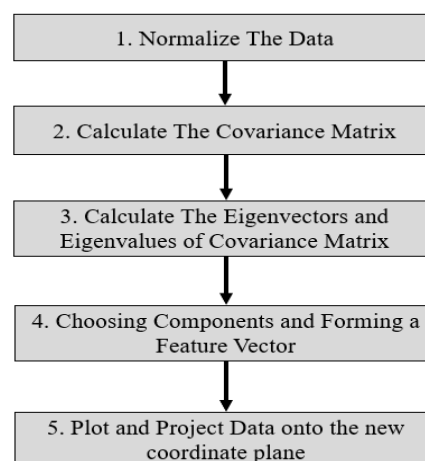 1. Normalize The Data
2. Calculate The Covariance Matrix
3. Calculate The Eigenvectors and
Eigenvalues of Covariance Matrix
4. Choosing Components and Forming a
Feature Vector
5. Plot and Project Data onto the new
coordinate plane